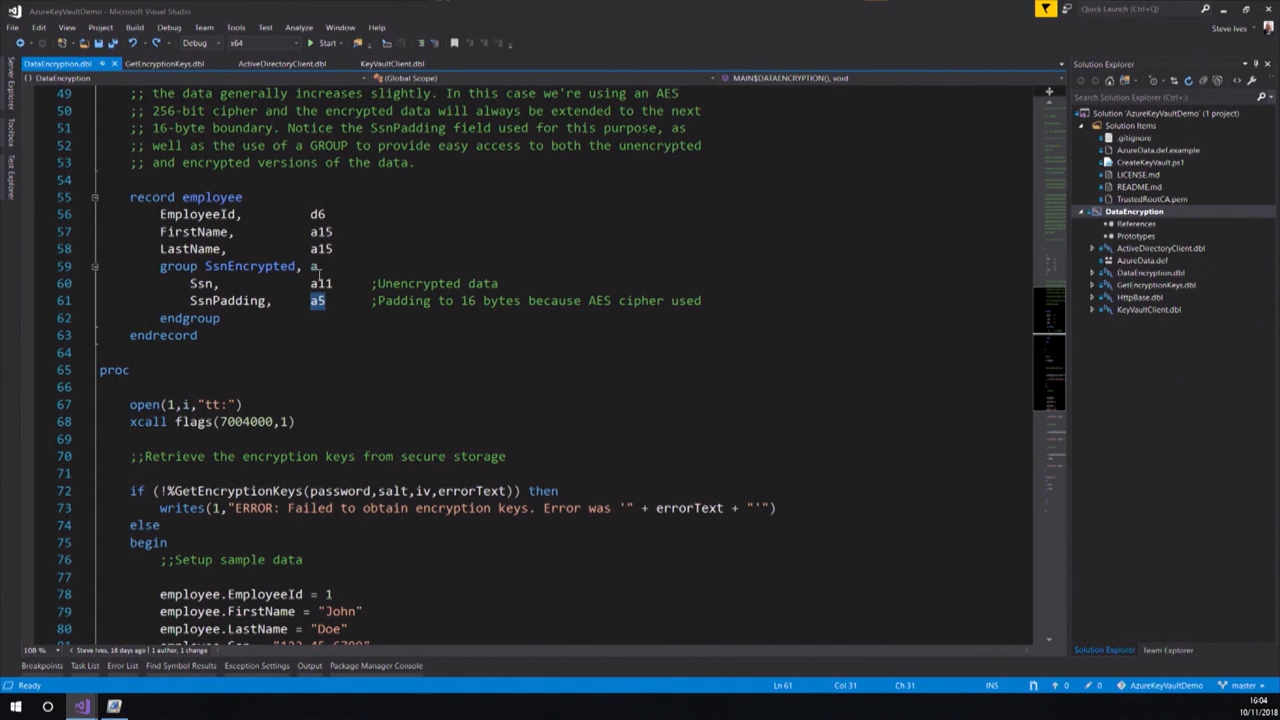 AzureKeyVaultDemo - Microsoft Visual Studio
Quick Launch (Ctrl+Q)
File Edit View Project Build Debug Team Tools Test Analyze Window Help
Steve Ives
Debug x64 Start
DataEncryption.dbl GetEncryptionKeys.dbl ActiveDirectoryClient.dbl KeyVaultClient.dbl
DataEncryption (Global Scope) MAIN$DATAENCRYPTION(), void
Server Explorer
Toolbox
Test Explorer
49 ;; the data generally increases slightly. In this case we're using an AES
50 ;; 256-bit cipher and the encrypted data will always be extended to the next
51 ;; 16-byte boundary. Notice the SsnPadding field used for this purpose, as
52 ;; well as the use of a GROUP to provide easy access to both the unencrypted
53 ;; and encrypted versions of the data.
54
55 record employee
56 EmployeeId, d6
57 FirstName, a15
58 LastName, a15
59 group SsnEncrypted, a
60 Ssn, a11 ;Unencrypted data
61 SsnPadding, a5 ;Padding to 16 bytes because AES cipher used
62 endgroup
63 endrecord
64
65 proc
66
67 open(1,i,"tt:")
68 xcall flags(7004000,1)
69
70 ;;Retrieve the encryption keys from secure storage
71
72 if (!%GetEncryptionKeys(password,salt,iv,errorText)) then
73 writes(1,"ERROR: Failed to obtain encryption keys. Error was '" + errorText + "'")
74 else
75 begin
76 ;;Setup sample data
77
78 employee.EmployeeId = 1
79 employee.FirstName = "John"
80 employee.LastName = "Doe"
Solution Explorer
Search Solution Explorer (Ctrl+;)
Solution 'AzureKeyVaultDemo' (1 project)
Solution Items
.gitignore
AzureData.def.example
CreateKeyVault.ps1
LICENSE.md
README.md
TrustedRootCA.pem
DataEncryption
References
Prototypes
ActiveDirectoryClient.dbl
AzureData.def
DataEncryption.dbl
GetEncryptionKeys.dbl
HttpBase.dbl
KeyVaultClient.dbl
108 % Steve Ives, | 1 author, 1 change
Solution Explorer Team Explorer
Breakpoints Task List Error List Find Symbol Results Exception Settings Output Package Manager Console
Ready Ln 61 Col 31 Ch 31 INS 0 0 AzureKeyVaultDemo master
16:04
10/11/2018